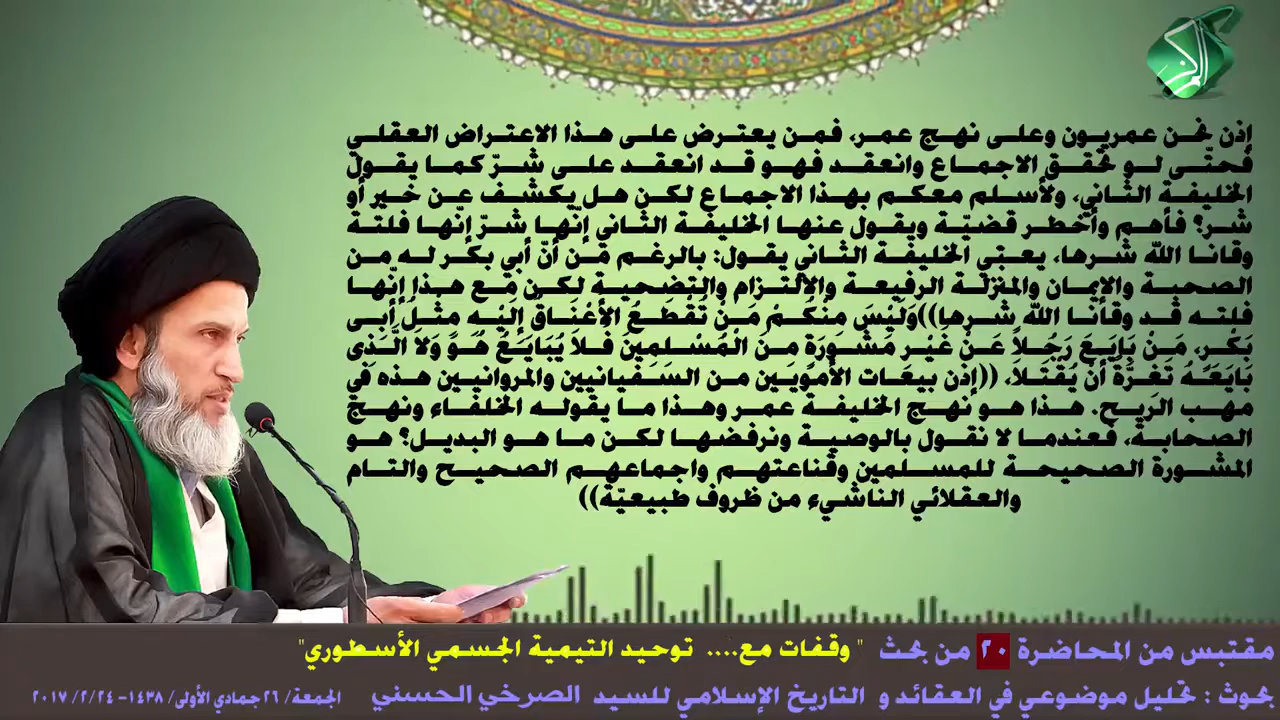 إذن نحن عمريون وعلى نهج عمر، فمن يعترض على هذا الاعتراض العقلي
فحتّى لو تحقق الاجماع وانعقد فهو قد انعقد على شرّ كما يقول
الخليفة الثاني، ولأسلم معكم بهذا الاجماع لكن هل يكشف عن خير أو
شر؟ فأهم وأخطر قضيّة ويقول عنها الخليفة الثاني إنّها شرّ إنها فلتة
وقانا الله شرها، يعني الخليفة الثاني يقول: بالرغم من أنّ أبي بكر له من
الصحبة والإيمان والمنزلة الرفيعة والالتزام والتضحية لكن مع هذا إنّها
فلته قد وقانا الله شرها))وَلَيْسَ مِنْكُمْ مَنْ تُقْطَعُ الأَعْنَاقُ إِلَيْهِ مِثْلُ أَبِي
بَكْرٍ، مَنْ بَايَعَ رَجُلاً عَنْ غَيْرِ مَشُورَةٍ مِنَ الْمُسْلِمِينَ فَلاَ يُبَايَعُ هُوَ وَلاَ الَّذِي
بَايَعَهُ تَغِرَّةً أَنْ يُقْتَلاَ، ((إذن بيعات الأمويين من السفيانيين والمروانيين هذه في
مهب الريح. هذا هو نهج الخليفة عمر وهذا ما يقوله الخلفاء ونهج
الصحابة، فعندما لا نقول بالوصية ونرفضها لكن ما هو البديل؟ هو
المشورة الصحيحة للمسلمين وقناعتهم واجماعهم الصحيح والتام
والعقلائي الناشيء من ظروف طبيعيّة))
مقتبس من المحاضرة ٢٠ من بحث " وقفات مع.... توحيد التيمية الجسمي الأسطوري"
بحوث : تحليل موضوعي في العقائد و التاريخ الإسلامي للسيد الصرخي الحسني الجمعة/ ٢٦ جمادي الأولى/ ١٤٣٨- ٢/٢٤/ ٢٠١٧